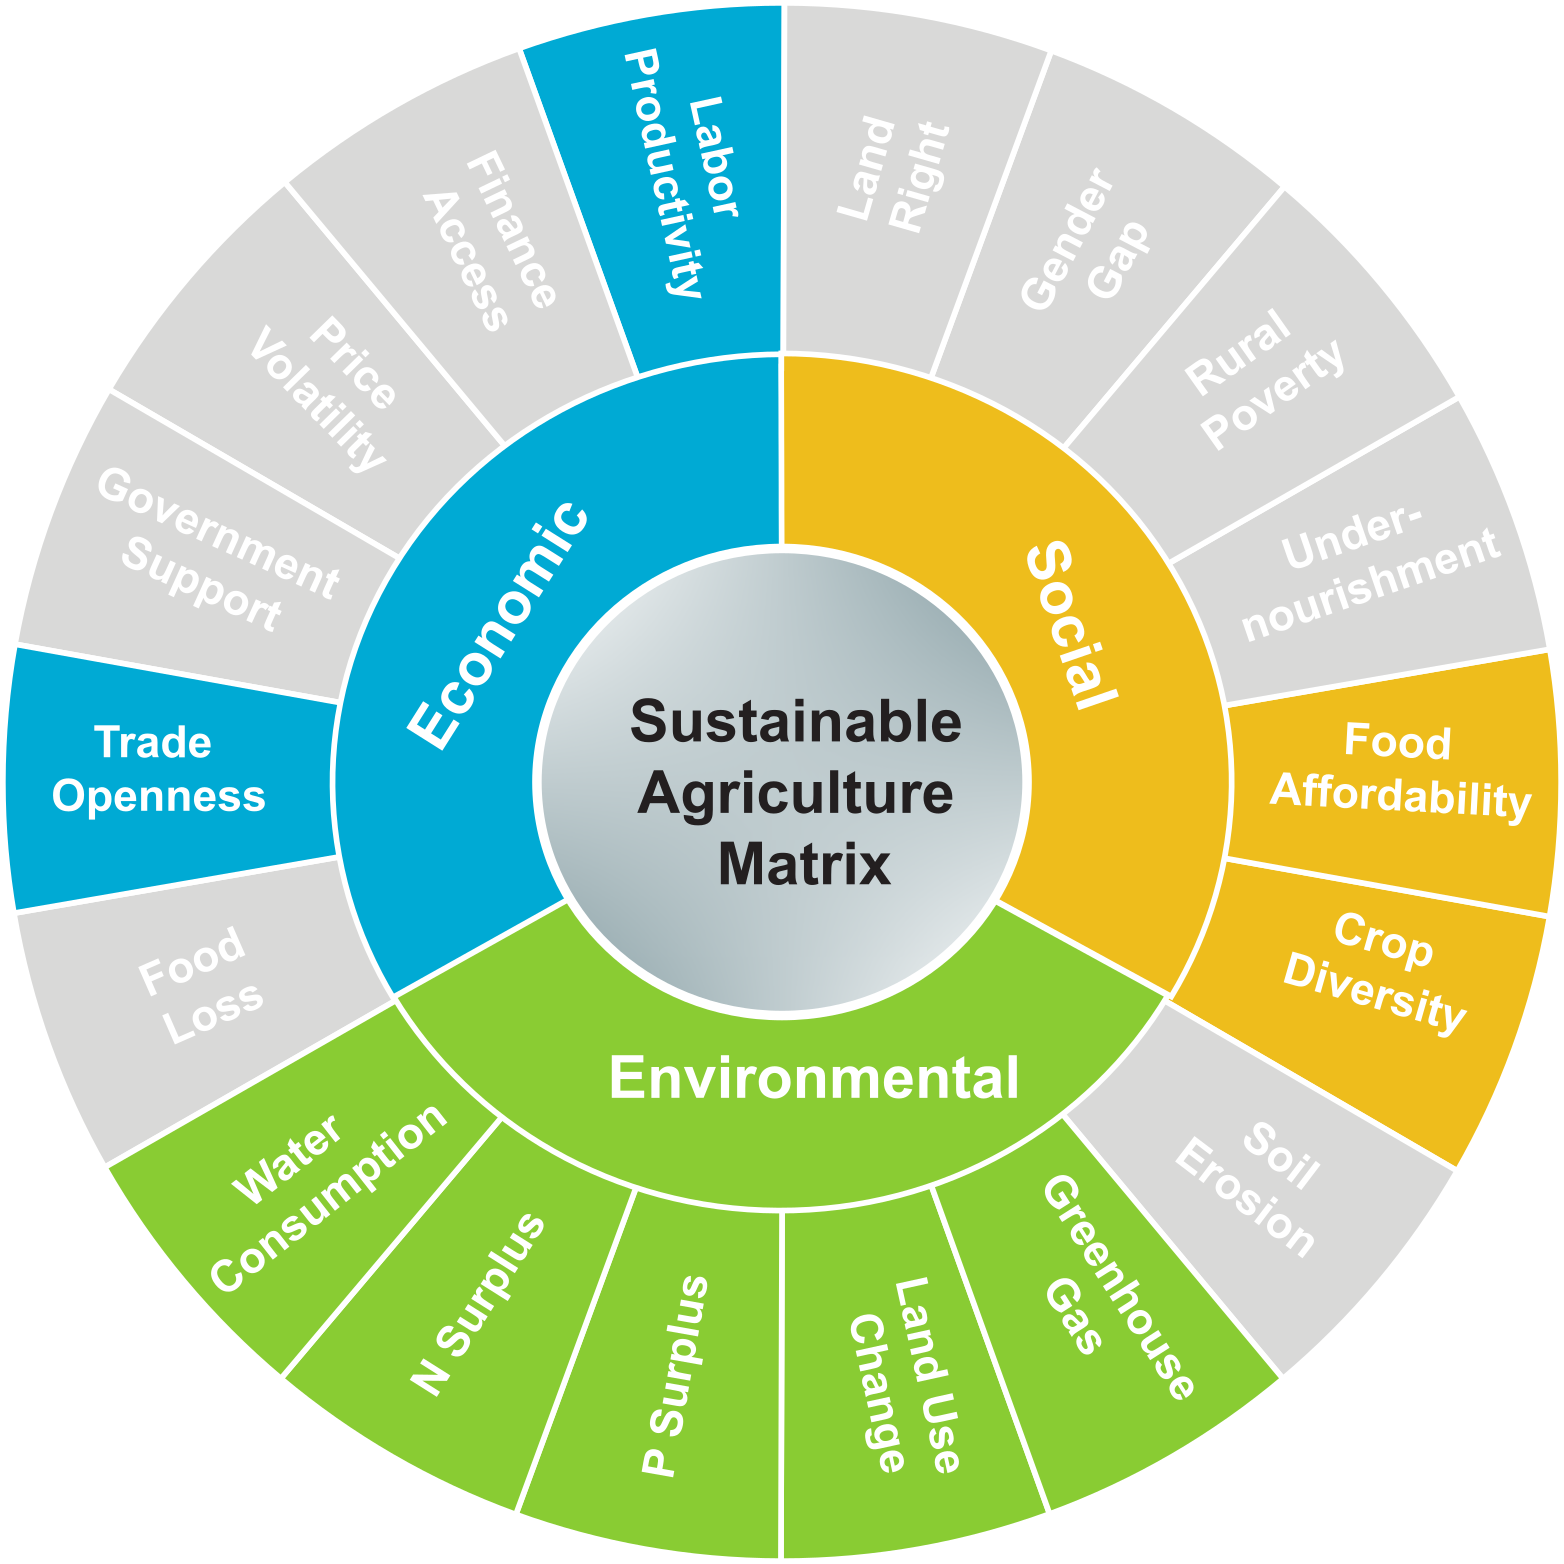 Sustainable
Agriculture
Matrix
Economic
Social
Environmental
Labor
Productivity
Land
Right
Gender
Gap
Rural
Poverty
Under-
nourishment
Food
Affordability
Crop
Diversity
Soil
Erosion
Greenhouse
Gas
Land Use
Change
P Surplus
N Surplus
Water
Consumption
Food
Loss
Trade
Openness
Government
Support
Price
Volatility
Finance
Access